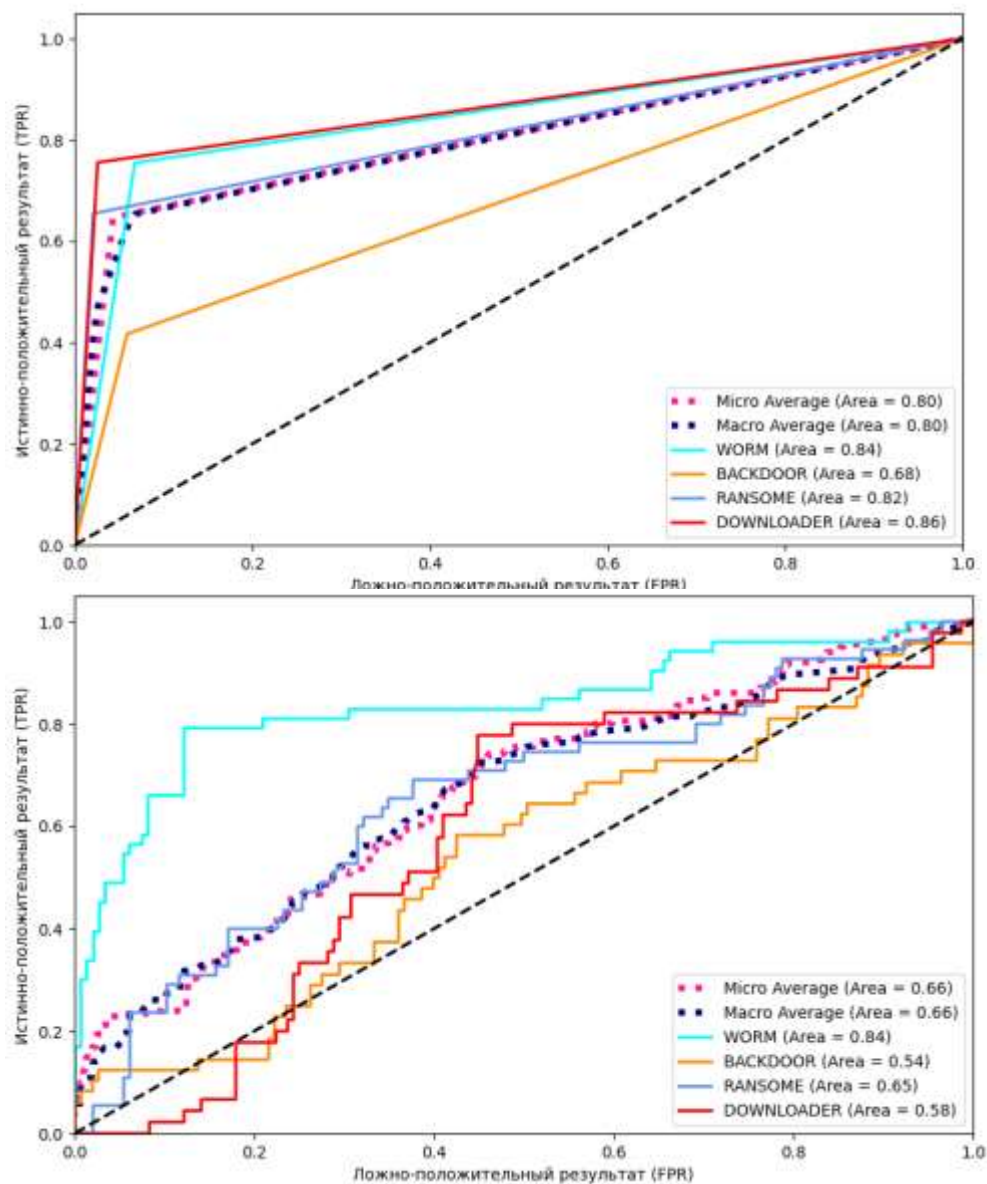 1.0
0.8
0.6
0.4
0.2
0.0
Истинно-положительный результат (TPR)
Micro Average (Area = 0.80)
Macro Average (Area = 0.80)
WORM (Area = 0.84)
BACKDOOR (Area = 0.68)
RANSOME (Area = 0.82)
DOWNLOADER (Area = 0.86)
0.0 0.2 0.4 0.6 0.8 1.0
Ложно-положительный результат (FPR)
1.0
0.8
0.6
0.4
0.2
0.0
Истинно-положительный результат (TPR)
Micro Average (Area = 0.66)
Macro Average (Area = 0.66)
WORM (Area = 0.84)
BACKDOOR (Area = 0.54)
RANSOME (Area = 0.65)
DOWNLOADER (Area = 0.58)
0.0 0.2 0.4 0.6 0.8 1.0
Ложно-положительный результат (FPR)